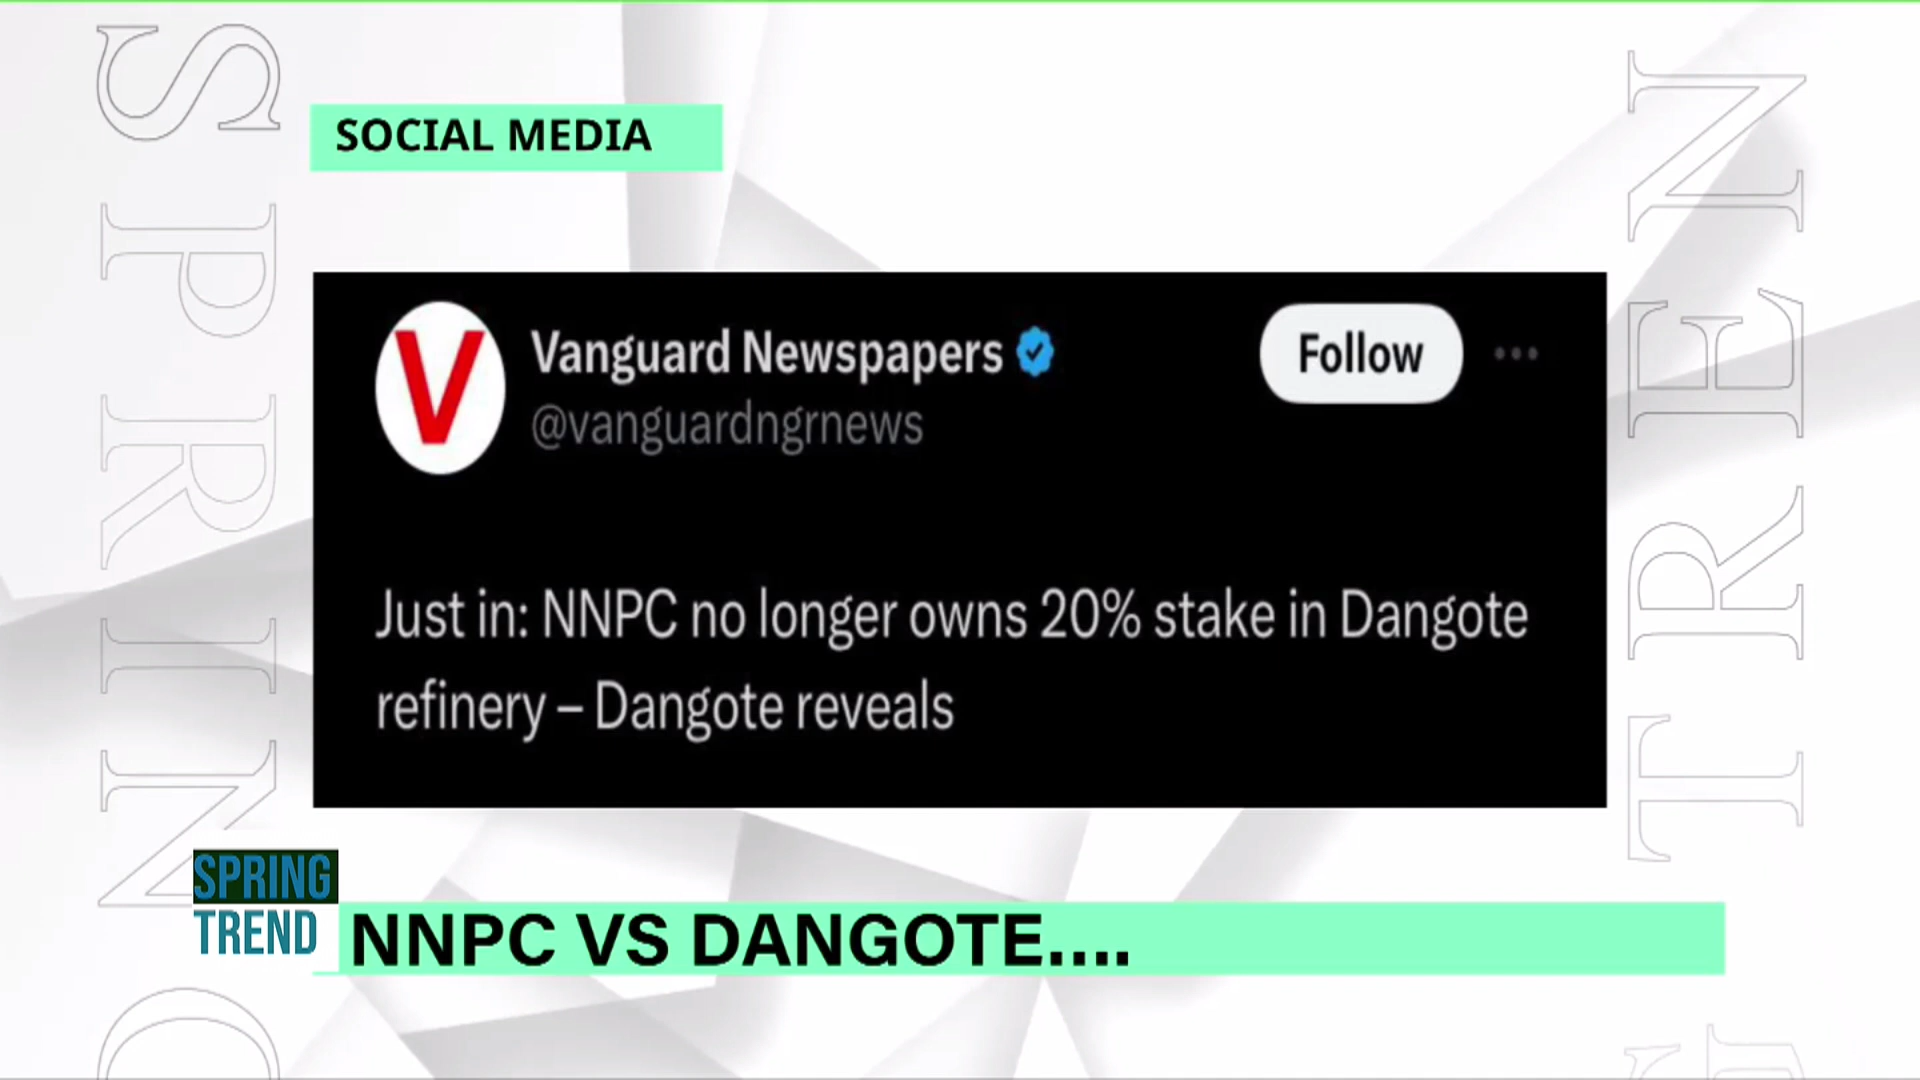 SPRING
SOCIAL MEDIA
V
Vanguard Newspapers
@vanguardngrnews
Follow
Just in: NNPC no longer owns 20% stake in Dangote
refinery – Dangote reveals
SPRING
TREND
NNPC VS DANGOTE....
TREN